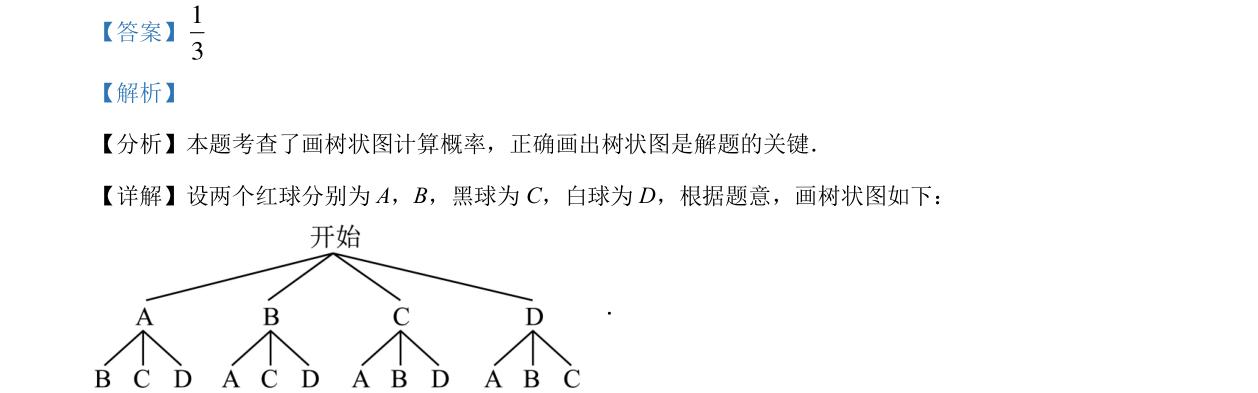 【答案】1/3
【解析】
【分析】本题考查了画树状图计算概率，正确画出树状图是解题的关键．
【详解】设两个红球分别为 A，B，黑球为 C，白球为 D，根据题意，画树状图如下：
开始
A B C D .
B C D A C D A B D A B C